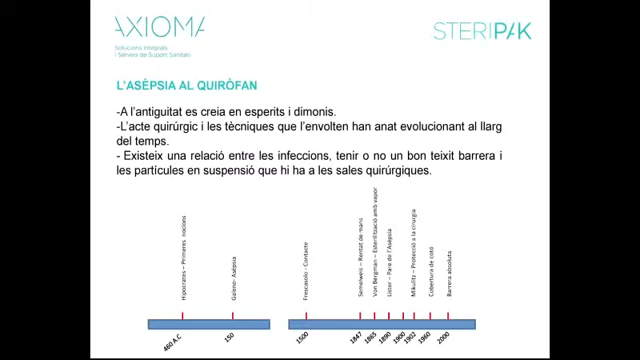 AXIOMA
Solucions Integrals
i Serveis de Suport Sanitari
STERIPAK
L'ASÈPSIA AL QUIRÒFAN
-A l'antiguitat es creia en esperits i dimonis.
-L'acte quirúrgic i les tècniques que l'envolten han anat evolucionant al llarg
del temps.
- Existeix una relació entre les infeccions, tenir o no un bon teixit barrera i
les partícules en suspensió que hi ha a les sales quirúrgiques.
Hipocrates – Primeres nocions
Galeno- Asèpsia
Frescasolu - Contacte
Semelweis – Rentat de mans
Von Bergman – Esterilització amb vapor
Lister – Pare de l'Asèpsia
Mikulitz – Protecció a la cirurgia
Cobertura de cotó
Barrera absoluta
460 A.C
150
1500
1847
1865
1890
1900
1902
1960
2000